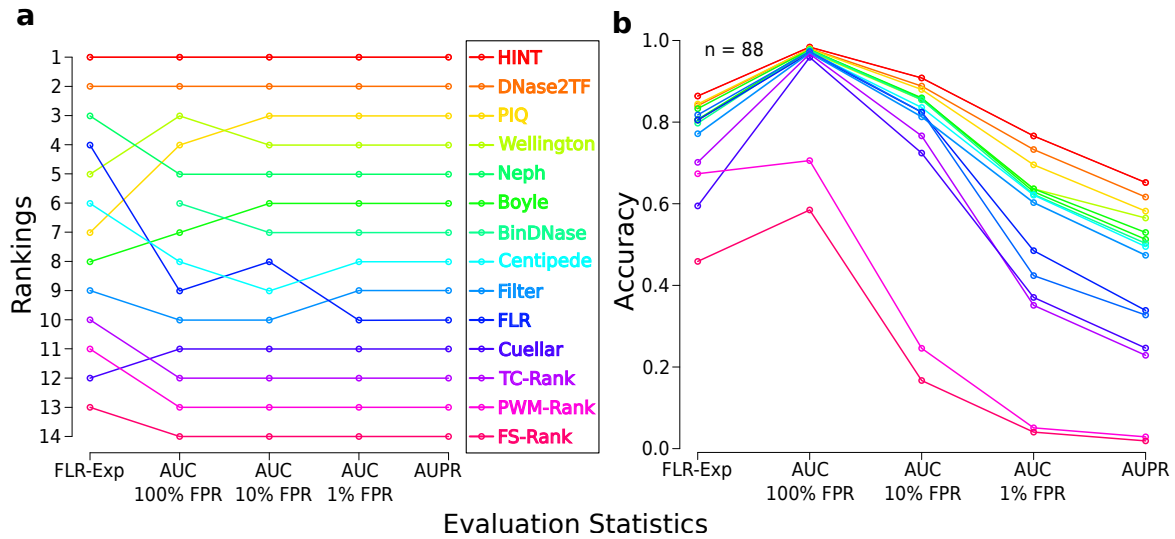 a
Rankings
1
2
3
4
5
6
7
8
9
10
11
12
13
14
FLR-Exp
AUC
100% FPR
AUC
10% FPR
AUC
1% FPR
AUPR
HINT
DNase2TF
PIQ
Wellington
Neph
Boyle
BinDNase
Centipede
Filter
FLR
Cuellar
TC-Rank
PWM-Rank
FS-Rank
b
n = 88
Accuracy
1.0
0.8
0.6
0.4
0.2
0.0
FLR-Exp
AUC
100% FPR
AUC
10% FPR
AUC
1% FPR
AUPR
Evaluation Statistics